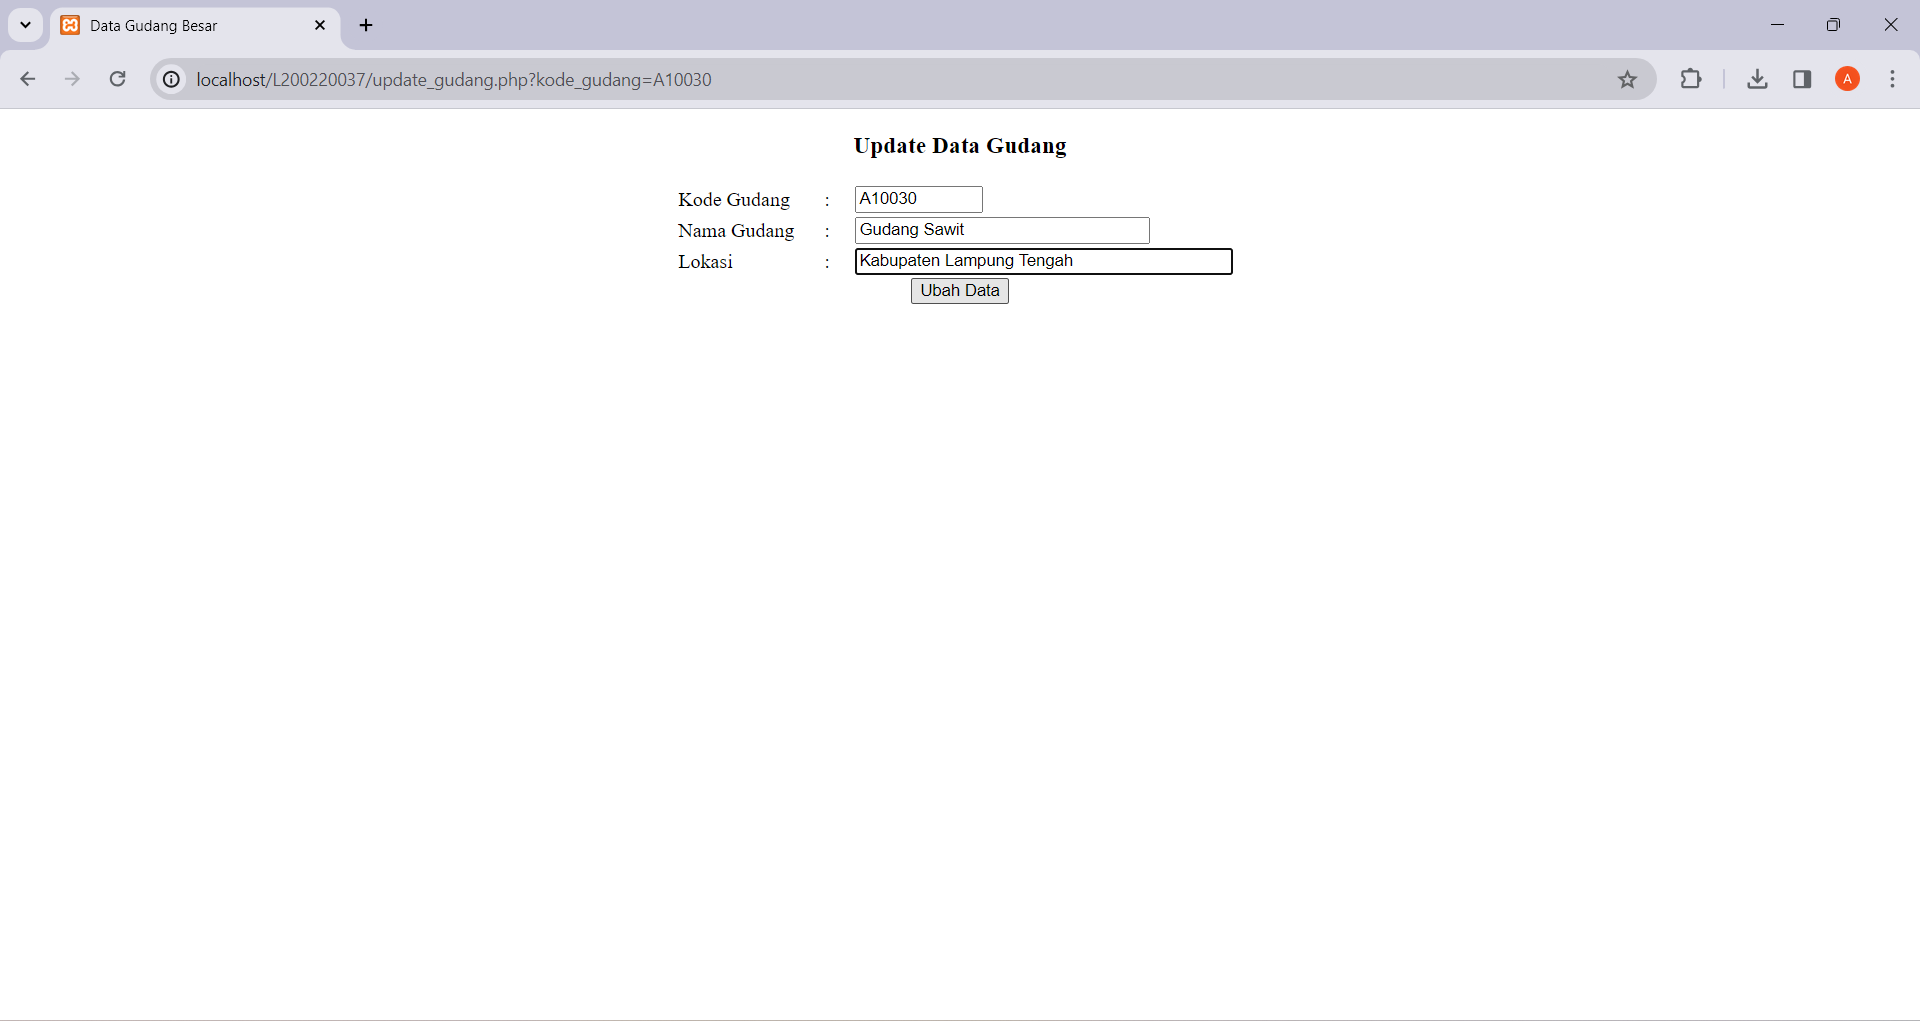 Data Gudang Besar
localhost/L200220037/update_gudang.php?kode_gudang=A10030
A
Update Data Gudang
Kode Gudang : A10030
Nama Gudang : Gudang Sawit
Lokasi : Kabupaten Lampung Tengah
Ubah Data